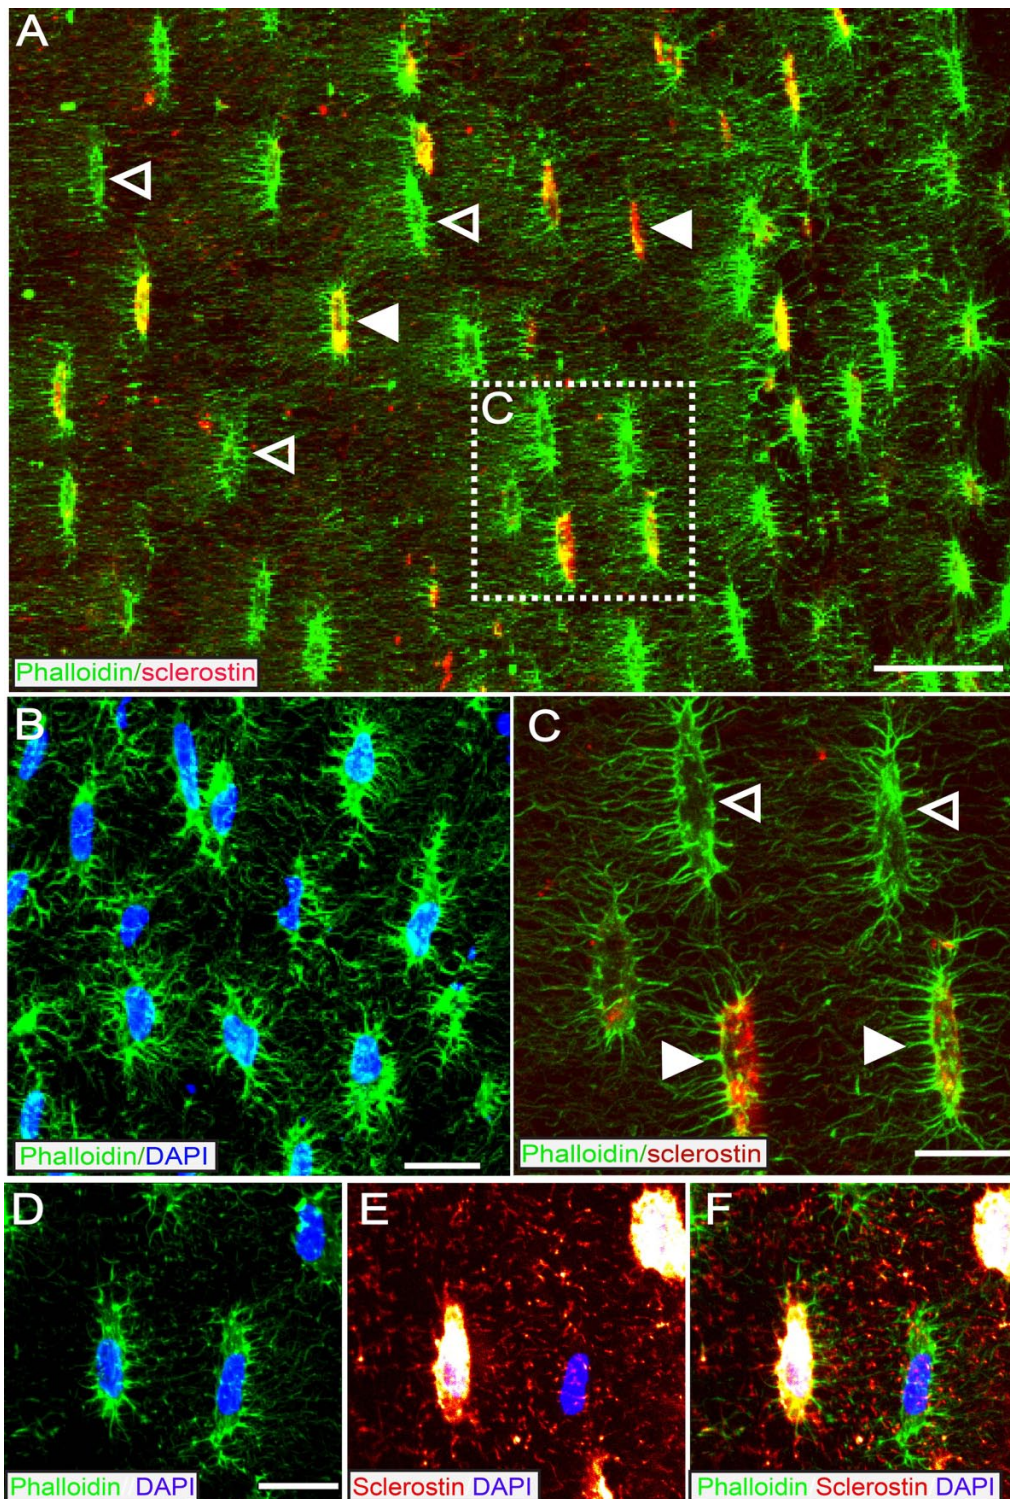 A
C
Phalloidin/sclerostin
B
Phalloidin/DAPI
C
Phalloidin/sclerostin
D
Phalloidin/DAPI
E
Sclerostin DAPI
F
Phalloidin Sclerostin DAPI